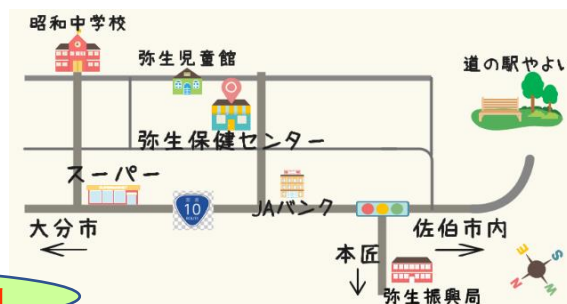 昭和中学校
弥生児童館
道の駅やよい
弥生保健センター
スーパー
10
JAバンク
大分市
佐伯市内
本匠
弥生振興局
E
S
N
W